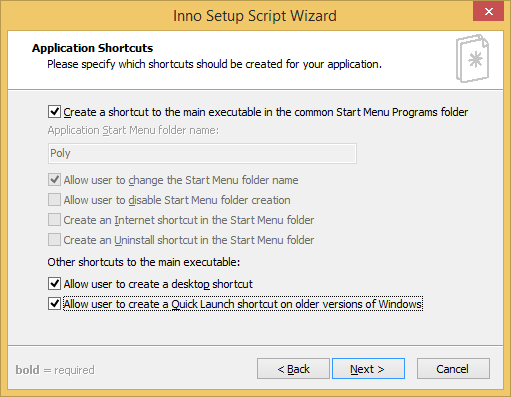 Inno Setup Script Wizard
Application Shortcuts
Please specify which shortcuts should be created for your application.
Create a shortcut to the main executable in the common Start Menu Programs folder
Application Start Menu folder name:
Poly
Allow user to change the Start Menu folder name
Allow user to disable Start Menu folder creation
Create an Internet shortcut in the Start Menu folder
Create an Uninstall shortcut in the Start Menu folder
Other shortcuts to the main executable:
Allow user to create a desktop shortcut
Allow user to create a Quick Launch shortcut on older versions of Windows
bold = required
< Back
Next >
Cancel